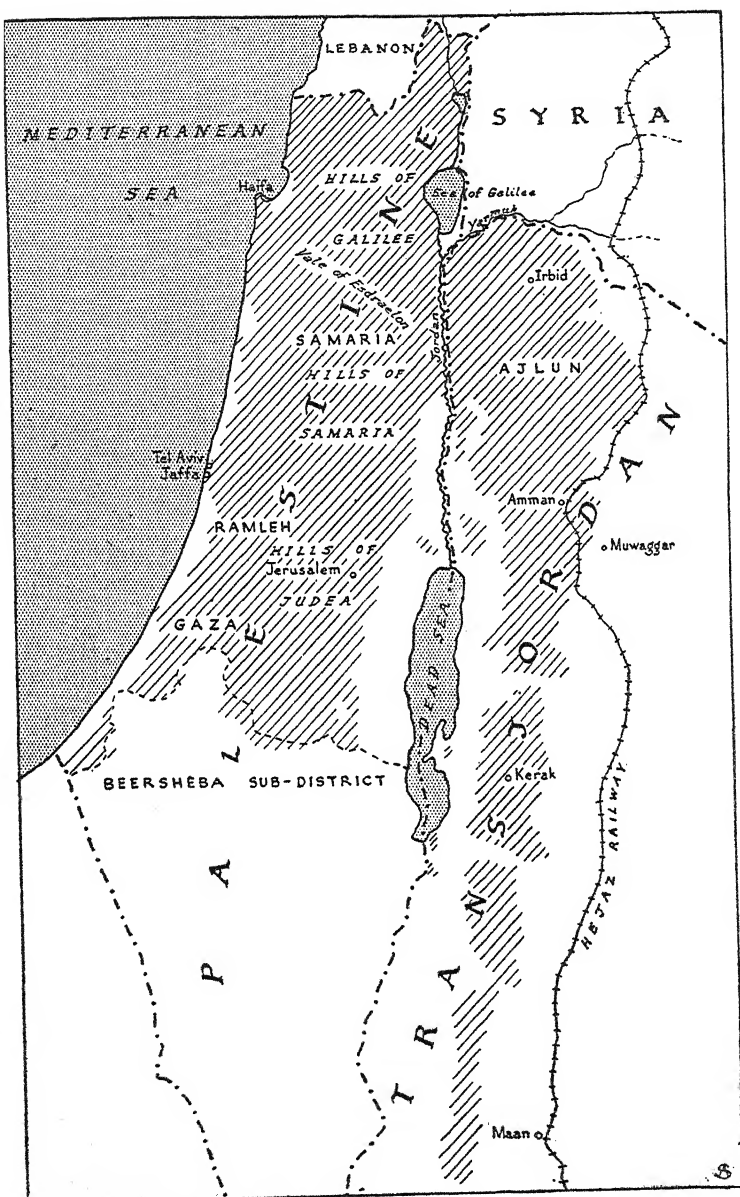 LEBANON
SYRIA
MEDITERRANEAN
SEA
Haifa
HILLS OF
GALILEE
Sea of Galilee
Yarmuk
Irbid
Vale of Esdraelon
Jordan
SAMARIA
HILLS OF
SAMARIA
AJLUN
Tel Aviv
Jaffa
Amman
Muwaggar
RAMLEH
HILLS OF
Jerusalem
JUDEA
GAZA
DEAD SEA
Kerak
BEERSHEBA SUB-DISTRICT
PALESTINE
TRANSJORDAN
HEJAZ RAILWAY
Maan